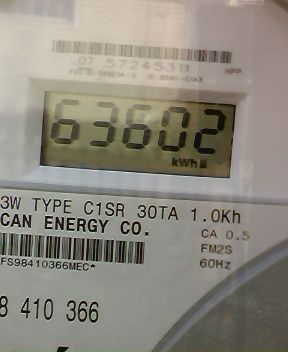 .07 57245311
63602
kWh
3W TYPE C1SR 30TA 1.0Kh
CAN ENERGY CO.
CA 0.5
FM2S
FS98410366MEC*
60Hz
8 410 366